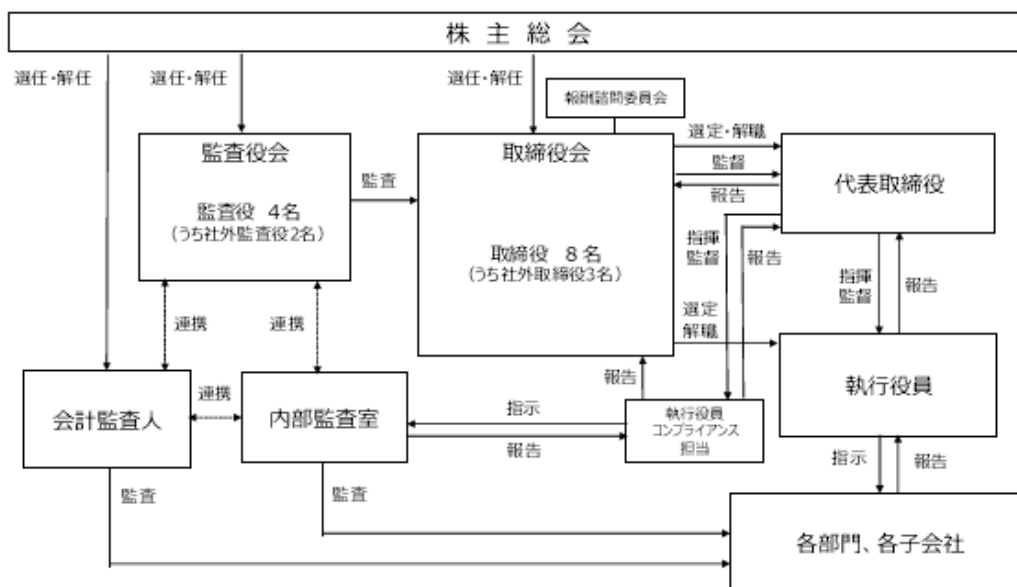 株 主 総 会
選任・解任
選任・解任
選任・解任
報酬諮問委員会
監査役会
監査役 4名
(うち社外監査役2名)
監査
取締役会
取締役 8名
(うち社外取締役3名)
選定・解職
監督
報告
代表取締役
指揮
監督
報告
指揮
監督
報告
選定
解職
連携
連携
執行役員
会計監査人
連携
内部監査室
指示
報告
報告
執行役員
コンプライアンス
担当
指示
報告
監査
監査
各部門、各子会社